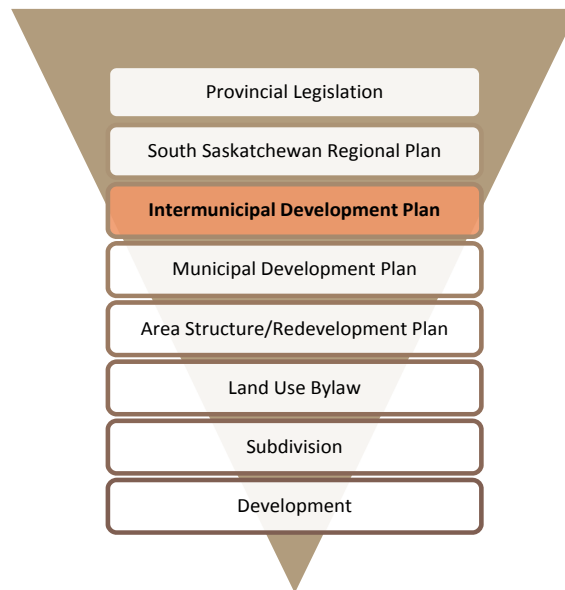 Provincial Legislation
South Saskatchewan Regional Plan
Intermunicipal Development Plan
Municipal Development Plan
Area Structure/Redevelopment Plan
Land Use Bylaw
Subdivision
Development